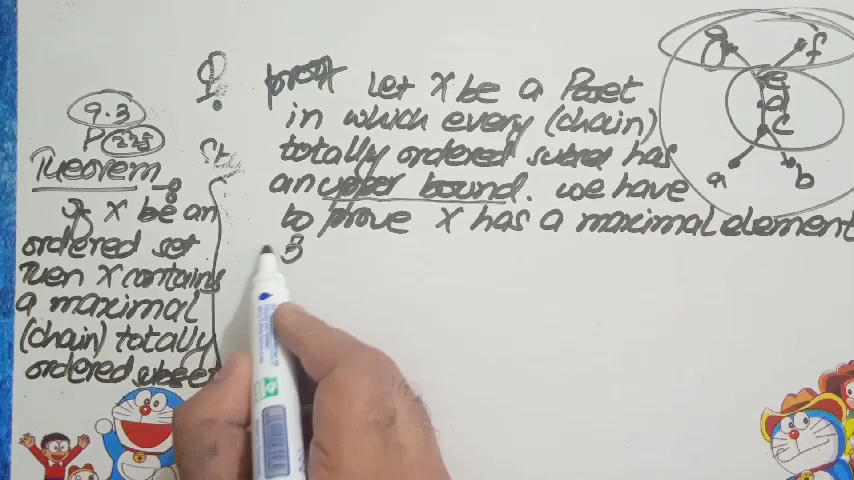 9.3
P 225
Theorem
If X be an
ordered set
Then X contains
a maximal
(chain) totally
ordered subset
proof Let X be a Poset
in which every (chain)
totally ordered subset has
an upper bound. we have
to prove X has a maximal element
g f
e
d
c
a b